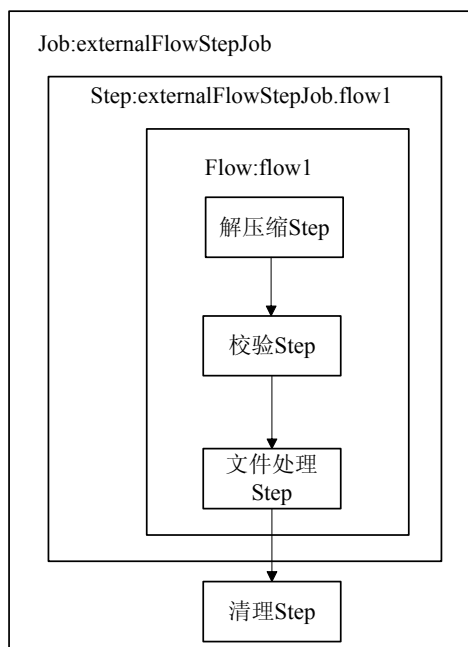 Job:externalFlowStepJob
Step:externalFlowStepJob.flow1
Flow:flow1
解压缩Step
校验Step
文件处理
Step
清理Step